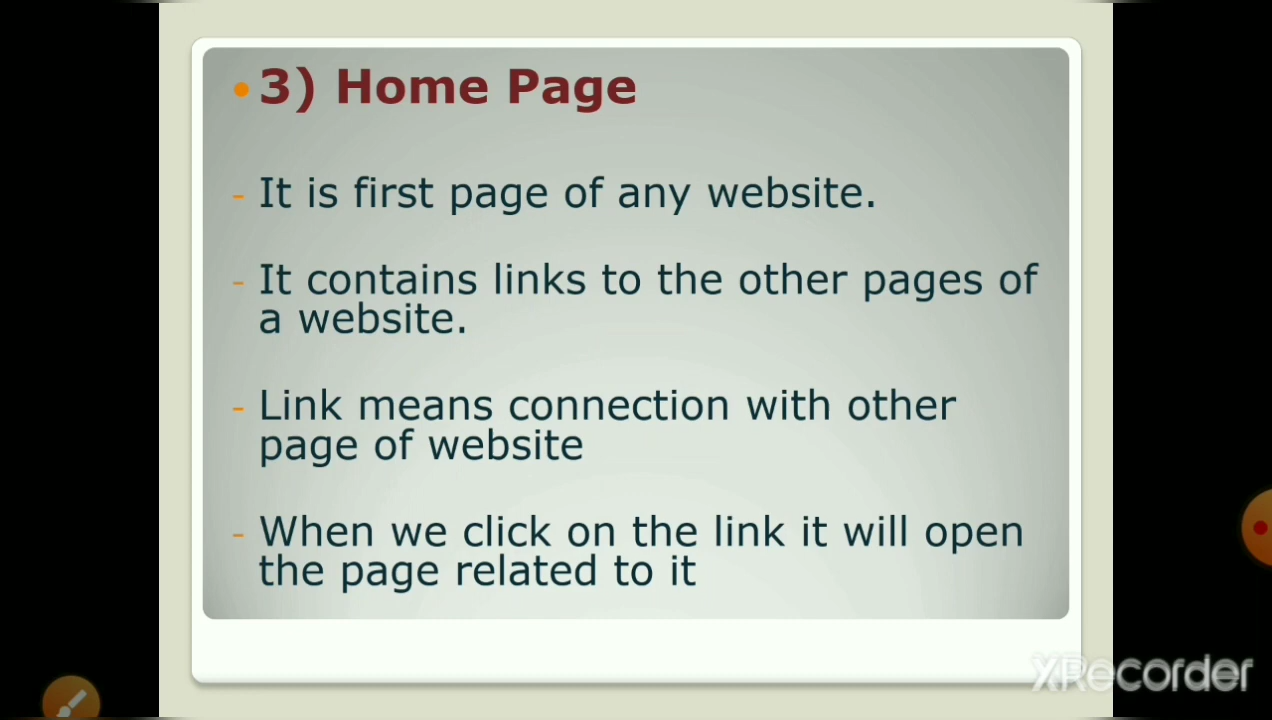 3) Home Page
- It is first page of any website.
- It contains links to the other pages of
a website.
- Link means connection with other
page of website
- When we click on the link it will open
the page related to it
XRecorder